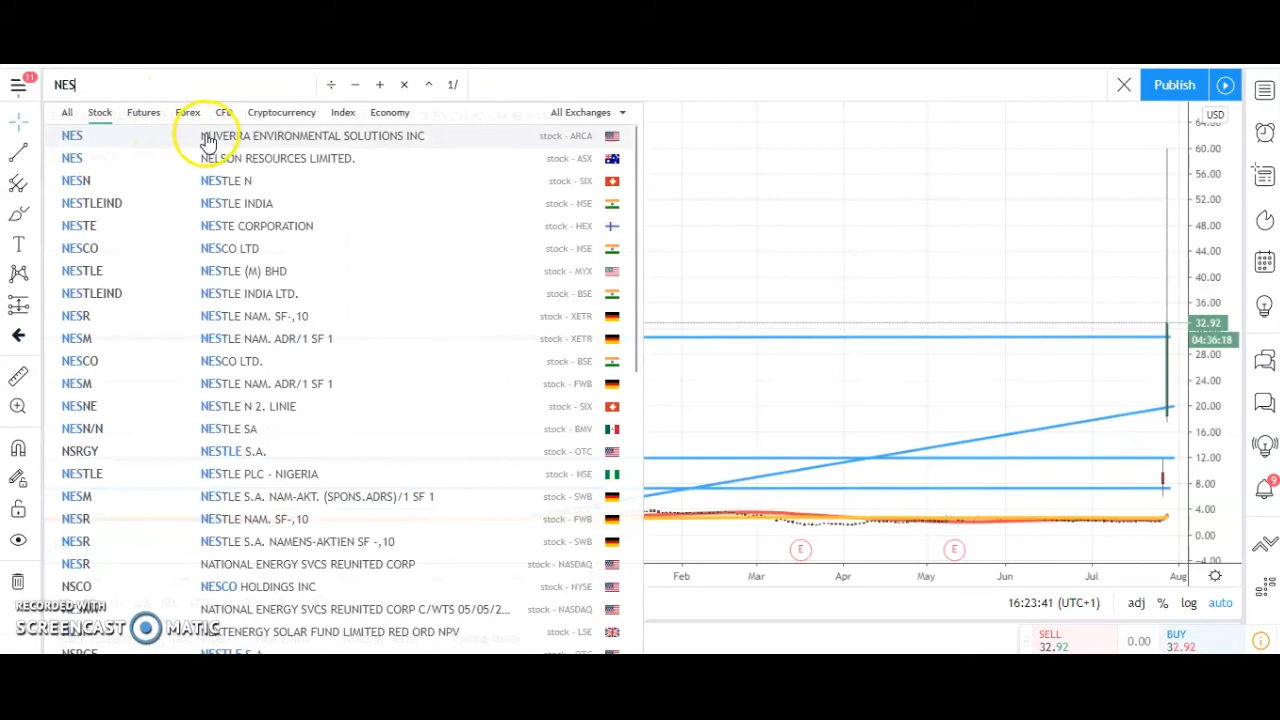 11
NES
1/
Publish
All Stock Futures Forex CFD Cryptocurrency Index Economy All Exchanges
NES NUVERRA ENVIRONMENTAL SOLUTIONS INC stock - ARCA
NES NELSON RESOURCES LIMITED. stock - ASX
NESN NESTLE N stock - SIX
NESTLEIND NESTLE INDIA stock - NSE
NESTE NESTE CORPORATION stock - HEX
NESCO NESCO LTD stock - NSE
NESTLE NESTLE (M) BHD stock - MYX
NESTLEIND NESTLE INDIA LTD. stock - BSE
NESR NESTLE NAM. SF-,10 stock - XETR
NESM NESTLE NAM. ADR/1 SF 1 stock - XETR
NESCO NESCO LTD. stock - BSE
NESM NESTLE NAM. ADR/1 SF 1 stock - FWB
NESNE NESTLE N 2. LINIE stock - SIX
NESN/N NESTLE SA stock - BMV
NSRGY NESTLE S.A. stock - OTC
NESTLE NESTLE PLC - NIGERIA stock - NSE
NESM NESTLE S.A. NAM-AKT. (SPONS.ADRS)/1 SF 1 stock - SWB
NESR NESTLE NAM. SF-,10 stock - FWB
NESR NESTLE S.A. NAMENS-AKTIEN SF -,10 stock - SWB
NESR NATIONAL ENERGY SVCS REUNITED CORP stock - NASDAQ
NSCO NESCO HOLDINGS INC stock - NYSE
NATIONAL ENERGY SVCS REUNITED CORP C/WTS 05/05/2... stock - NASDAQ
NEXTENERGY SOLAR FUND LIMITED RED ORD NPV stock - LSE
NESTLE S.A. stock - OTC
RECORDED WITH
SCREENCAST MATIC
USD
64.00
60.00
56.00
52.00
48.00
44.00
40.00
36.00
32.92
04:36:18
28.00
24.00
20.00
16.00
12.00
8.00
4.00
0.00
-4.00
E E
Feb Mar Apr May Jun Jul Aug
16:23:41 (UTC+1) adj % log auto
SELL
32.92
0.00
BUY
32.92
9